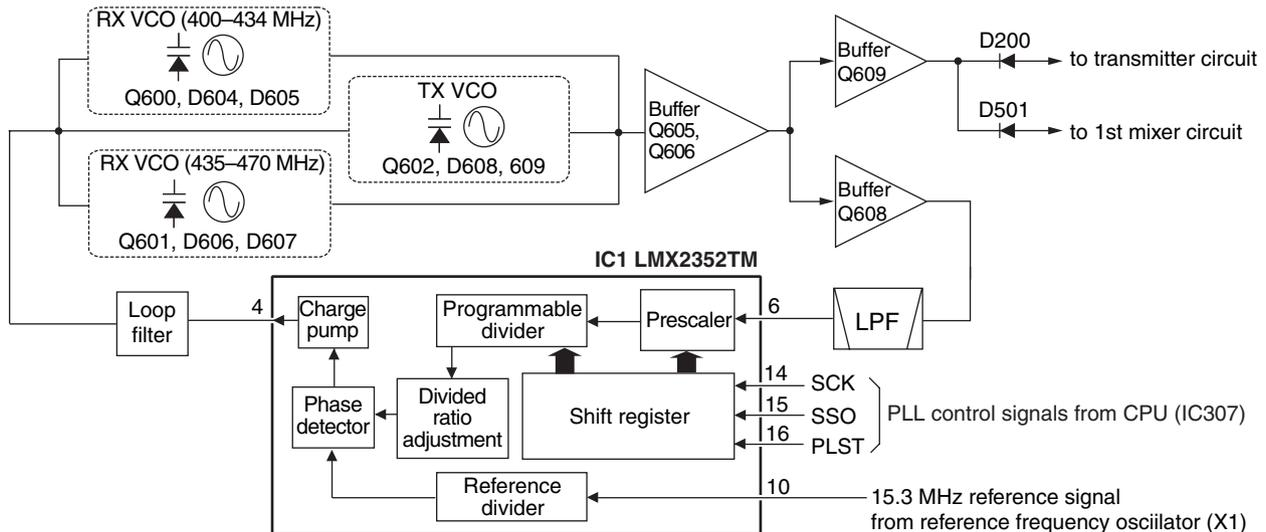 RX VCO (400–434 MHz)
Q600, D604, D605
TX VCO
Q602, D608, 609
RX VCO (435–470 MHz)
Q601, D606, D607
Buffer
Q605,
Q606
Buffer
Q609
D200
to transmitter circuit
D501
to 1st mixer circuit
Buffer
Q608
IC1 LMX2352TM
Loop
filter
4
Charge
pump
Programmable
divider
Prescaler
6
LPF
Phase
detector
Divided
ratio
adjustment
Shift register
14
SCK
15
SSO
16
PLST
PLL control signals from CPU (IC307)
Reference
divider
10
15.3 MHz reference signal
from reference frequency osciilator (X1)